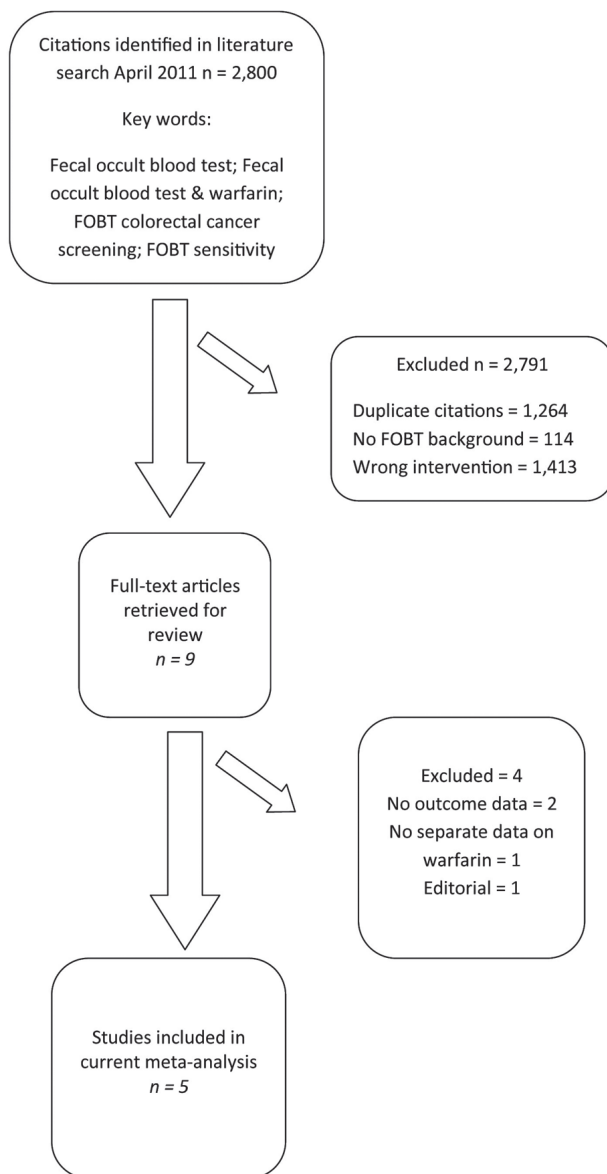 Citations identified in literature
search April 2011 n = 2,800
Key words:
Fecal occult blood test; Fecal
occult blood test & warfarin;
FOBT colorectal cancer
screening; FOBT sensitivity
Excluded n = 2,791
Duplicate citations = 1,264
No FOBT background = 114
Wrong intervention = 1,413
Full-text articles
retrieved for
review
n = 9
Excluded = 4
No outcome data = 2
No separate data on
warfarin = 1
Editorial = 1
Studies included in
current meta-analysis
n = 5